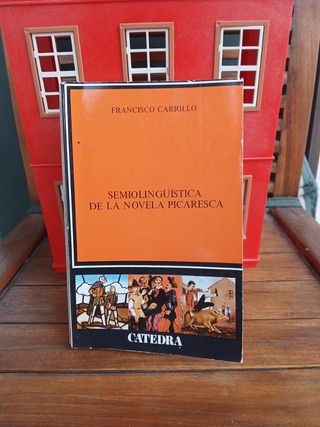 FRANCISCO CARRILLO
SEMIOLINGÜÍSTICA
DE LA NOVELA PICARESCA
CATEDRA